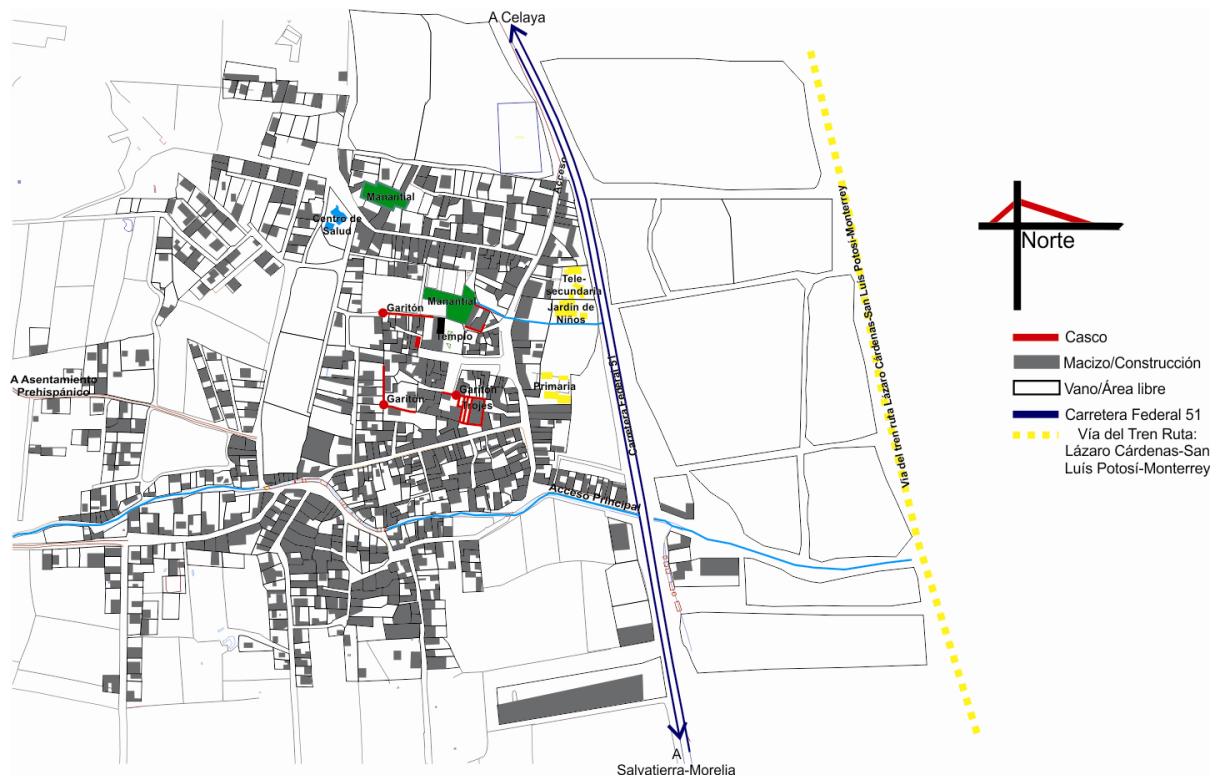 A Celaya
Acceso
Manantial
Centro de
Salud
Tele-
secundaria
Manantial
Jardín de
Niños
Garitón
Templo
A Asentamiento
Prehispánico
Primaria
Garitón
Garitón
Trojes
Carretera Federal 51
Acceso Principal
Vía del tren ruta Lázaro Cárdenas-San Luis Potosí-Monterrey
A
Salvatierra-Morelia
Norte
Casco
Macizo/Construcción
Vano/Área libre
Carretera Federal 51
Vía del Tren Ruta:
Lázaro Cárdenas-San
Luís Potosí-Monterrey